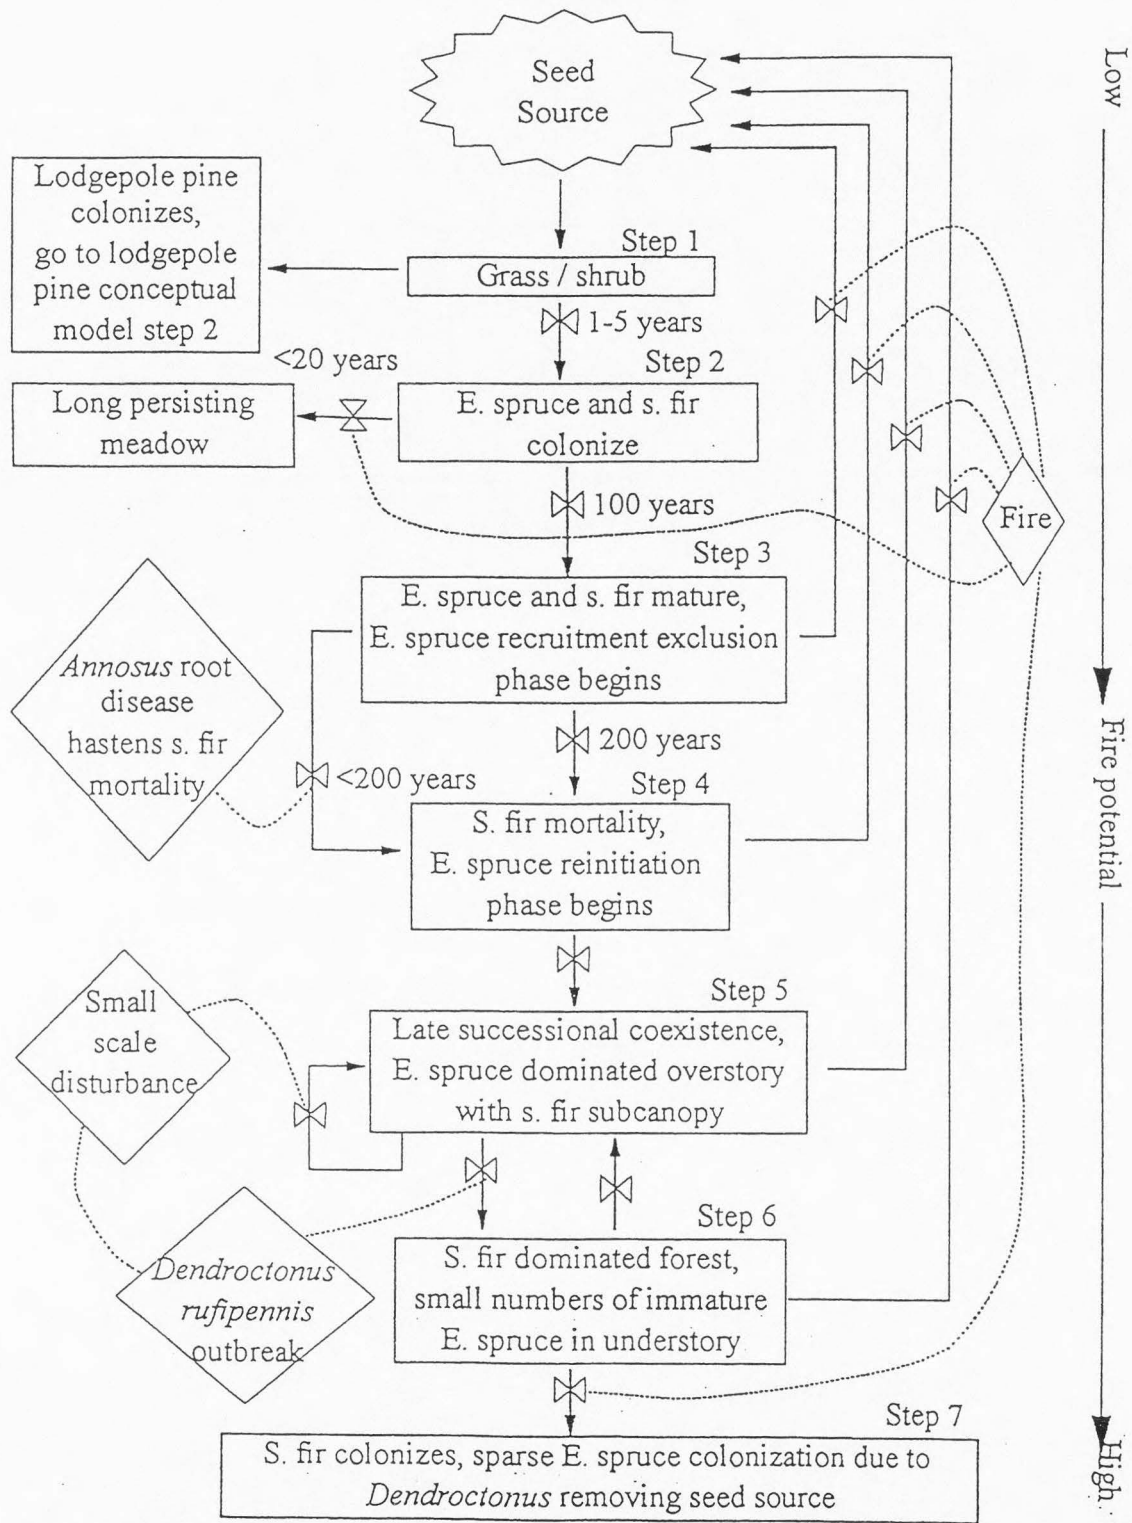 Seed
Source
Low
Lodgepole pine
colonizes,
go to lodgepole
pine conceptual
model step 2
Step 1
Grass / shrub
1-5 years
<20 years
Step 2
Long persisting
meadow
E. spruce and s. fir
colonize
100 years
Fire
Step 3
E. spruce and s. fir mature,
E. spruce recruitment exclusion
phase begins
Annosus root
disease
hastens s. fir
mortality
200 years
<200 years
Step 4
Fire potential
S. fir mortality,
E. spruce reinitiation
phase begins
Small
scale
disturbance
Step 5
Late successional coexistence,
E. spruce dominated overstory
with s. fir subcanopy
Step 6
Dendroctonus
rufipennis
outbreak
S. fir dominated forest,
small numbers of immature
E. spruce in understory
Step 7
High
S. fir colonizes, sparse E. spruce colonization due to
Dendroctonus removing seed source